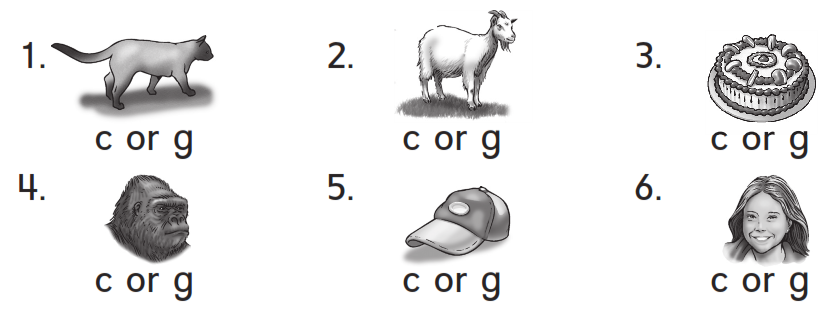 1. 2. 3.
c or g c or g c or g
4. 5. 6.
c or g c or g c or g